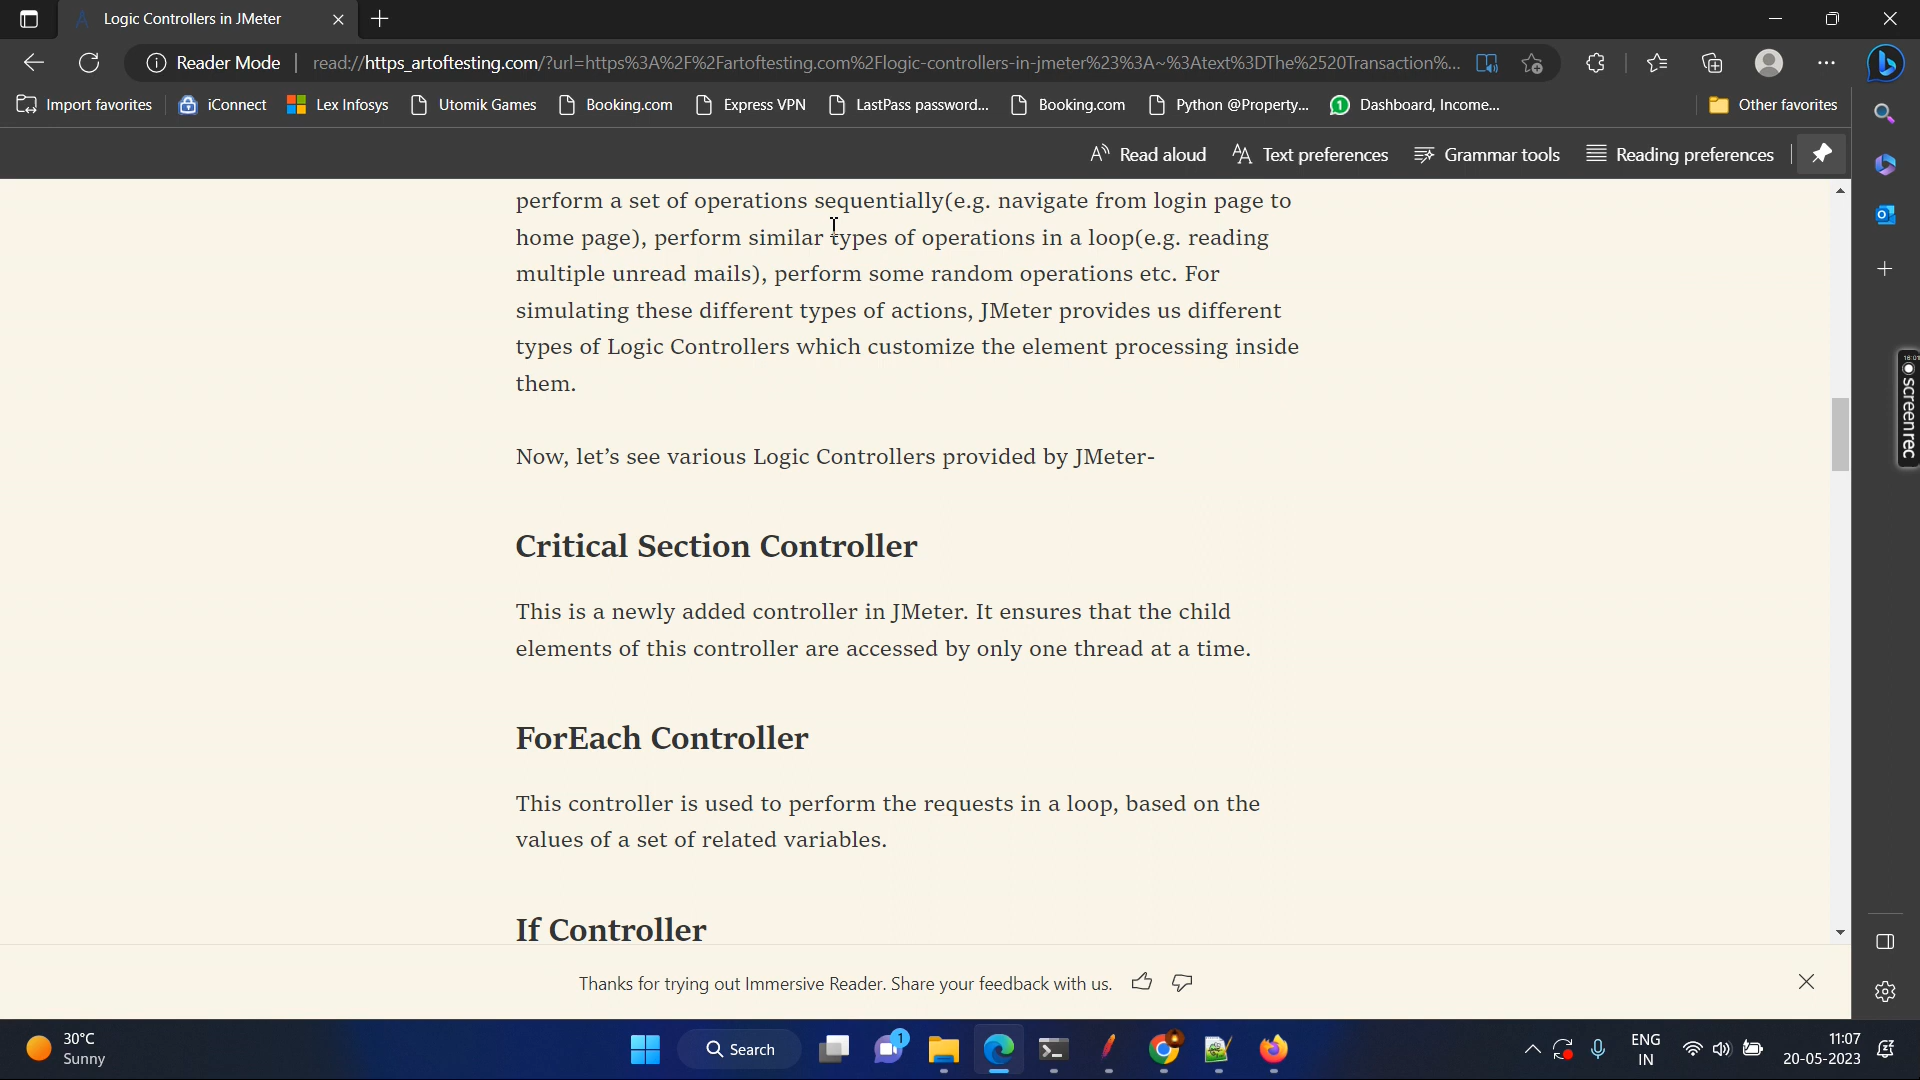 Logic Controllers in JMeter
Reader Mode
read://https_artoftesting.com/?url=https%3A%2F%2Fartoftesting.com%2Flogic-controllers-in-jmeter%23%3A~%3Atext%3DThe%2520Transaction%...
Import favorites
iConnect
Lex Infosys
Utomik Games
Booking.com
Express VPN
LastPass password...
Booking.com
Python @Property...
1
Dashboard, Income...
Other favorites
Read aloud
Text preferences
Grammar tools
Reading preferences
perform a set of operations sequentially(e.g. navigate from login page to
home page), perform similar types of operations in a loop(e.g. reading
multiple unread mails), perform some random operations etc. For
simulating these different types of actions, JMeter provides us different
types of Logic Controllers which customize the element processing inside
them.
Now, let’s see various Logic Controllers provided by JMeter-
Critical Section Controller
This is a newly added controller in JMeter. It ensures that the child
elements of this controller are accessed by only one thread at a time.
ForEach Controller
This controller is used to perform the requests in a loop, based on the
values of a set of related variables.
If Controller
screenrec
Thanks for trying out Immersive Reader. Share your feedback with us.
30°C
Sunny
Search
1
ENG
IN
11:07
20-05-2023